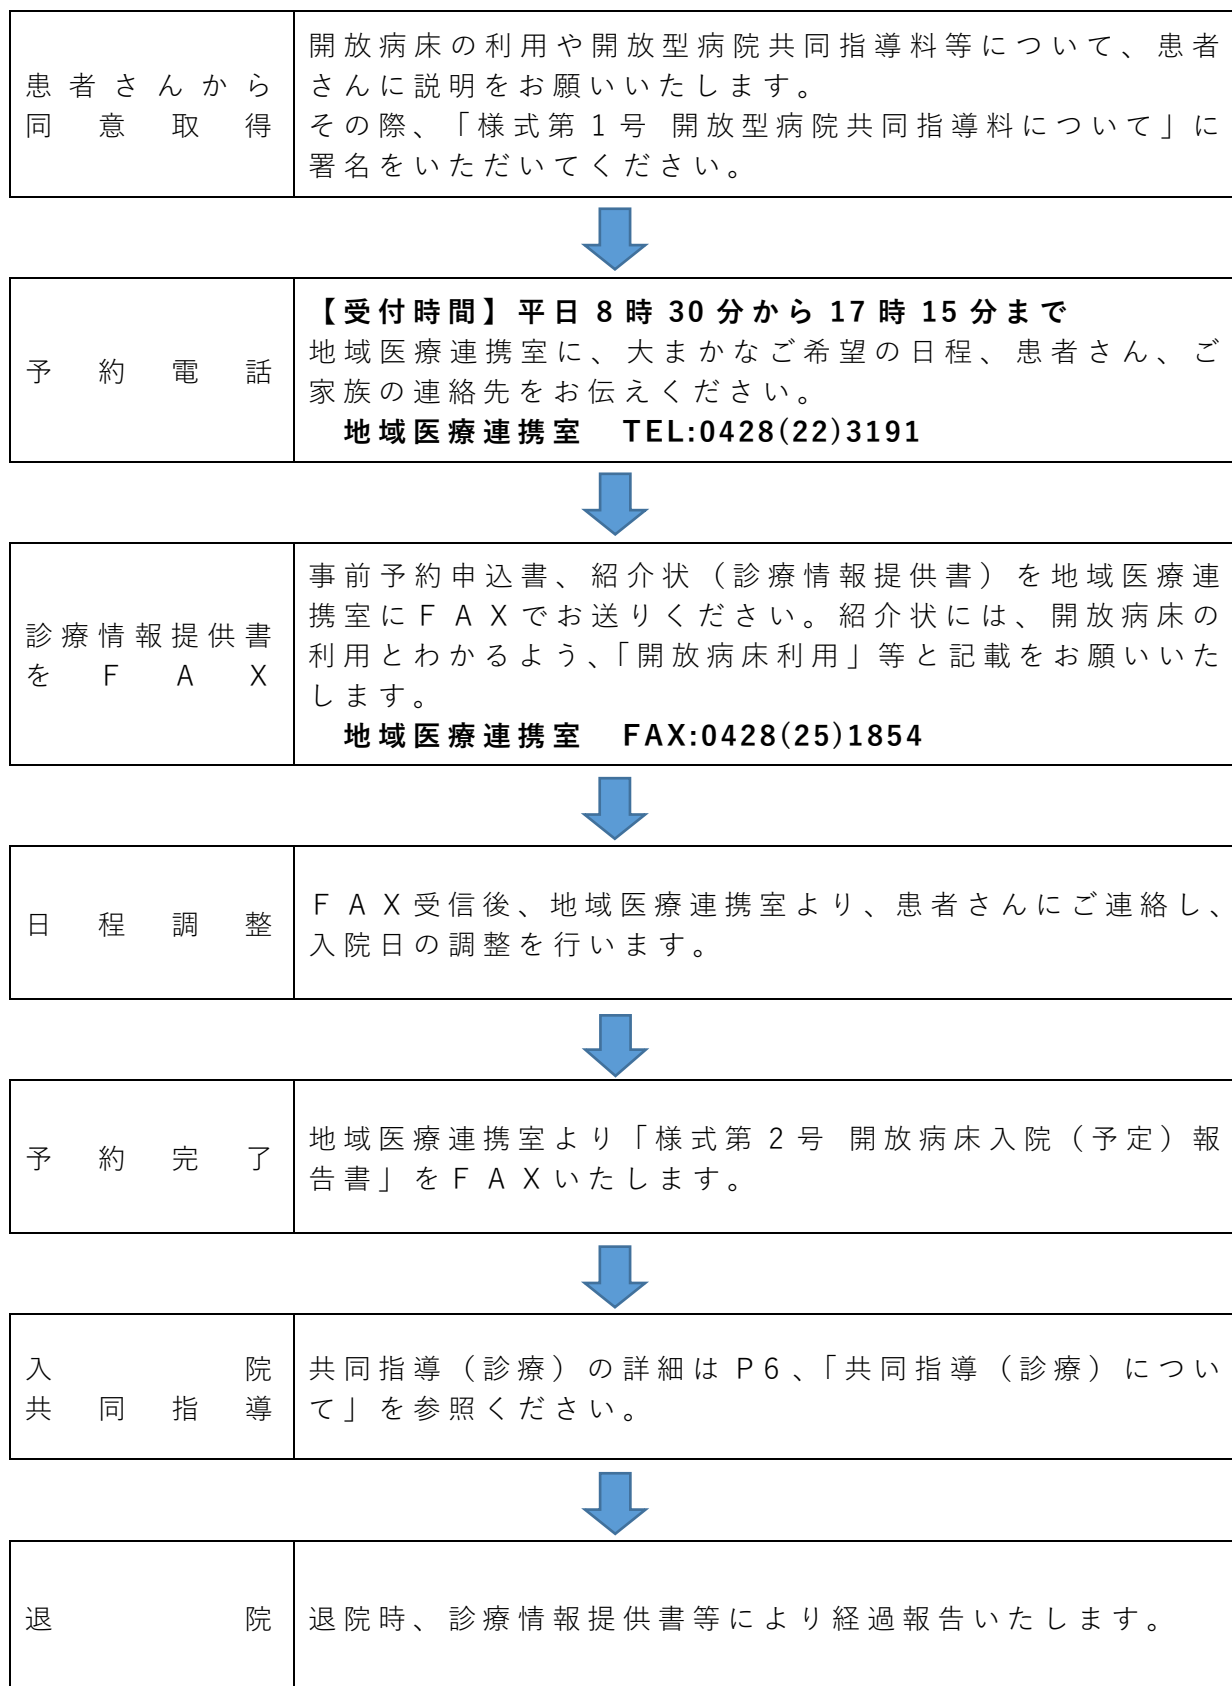 患者さんから
同意取得
開放病床の利用や開放型病院共同指導料等について、患者
さんに説明をお願いいたします。
その際、「様式第1号 開放型病院共同指導料について」に
署名をいただいてください。
予約電話
【受付時間】平日8時30分から17時15分まで
地域医療連携室に、大まかなご希望の日程、患者さん、ご
家族の連絡先をお伝えください。
地域医療連携室 TEL:0428(22)3191
診療情報提供書
をFAX
事前予約申込書、紹介状（診療情報提供書）を地域医療連
携室にFAXでお送りください。紹介状には、開放病床の
利用とわかるよう、「開放病床利用」等と記載をお願いいた
します。
地域医療連携室 FAX:0428(25)1854
日程調整
FAX受信後、地域医療連携室より、患者さんにご連絡し、
入院日の調整を行います。
予約完了
地域医療連携室より「様式第2号 開放病床入院（予定）報
告書」をFAXいたします。
入院
共同指導
共同指導（診療）の詳細はP6、「共同指導（診療）につい
て」を参照ください。
退院
退院時、診療情報提供書等により経過報告いたします。